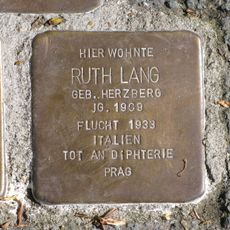 HIER WOHNTE
RUTH LANG
GEB. HERZBERG
JG. 1909
FLUCHT 1933
ITALIEN
TOT AN DIPHTERIE
PRAG